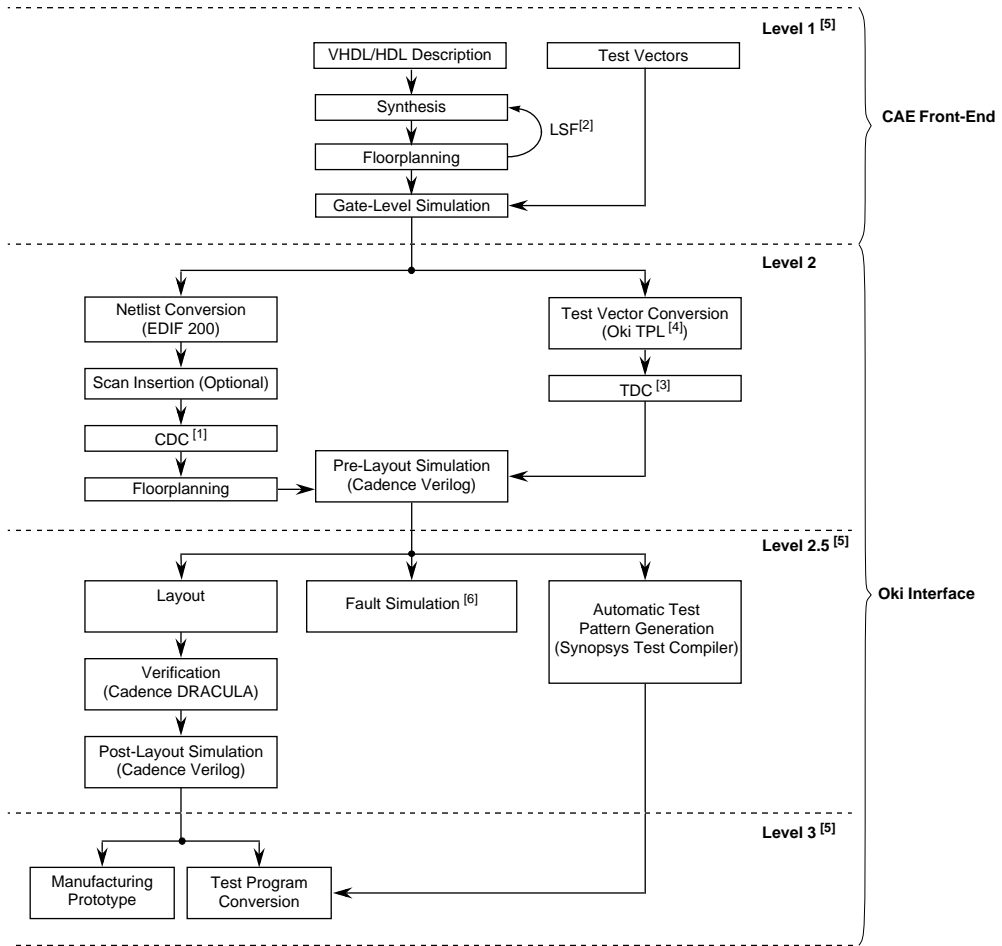 Level 1 [5]
VHDL/HDL Description
Test Vectors
Synthesis
LSF[2]
CAE Front-End
Floorplanning
Gate-Level Simulation
Level 2
Netlist Conversion
(EDIF 200)
Test Vector Conversion
(Oki TPL [4])
Scan Insertion (Optional)
TDC [3]
CDC [1]
Floorplanning
Pre-Layout Simulation
(Cadence Verilog)
Level 2.5 [5]
Oki Interface
Layout
Fault Simulation [6]
Automatic Test
Pattern Generation
(Synopsys Test Compiler)
Verification
(Cadence DRACULA)
Post-Layout Simulation
(Cadence Verilog)
Level 3 [5]
Manufacturing
Prototype
Test Program
Conversion